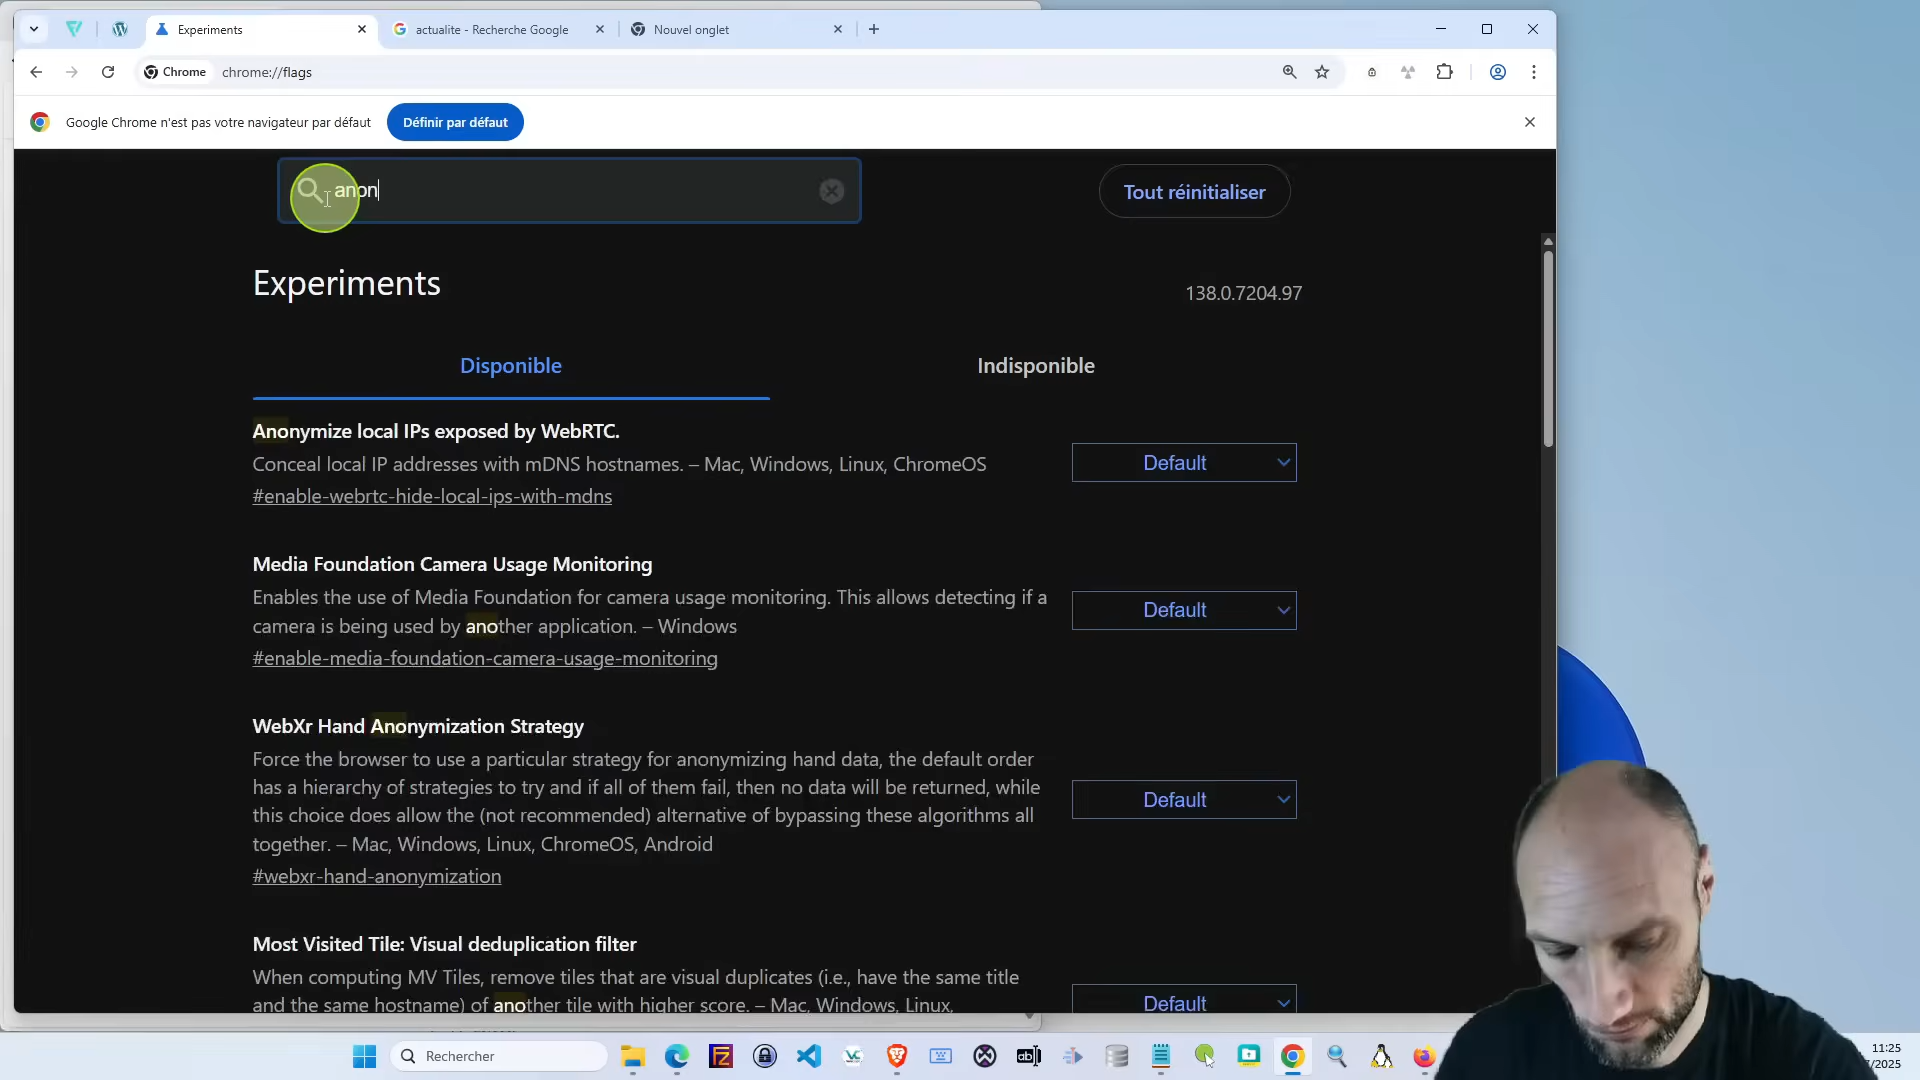 Experiments
actualite - Recherche Google
Nouvel onglet
Chrome
chrome://flags
Google Chrome n'est pas votre navigateur par défaut
Définir par défaut
anon
Tout réinitialiser
Experiments
138.0.7204.97
Disponible
Indisponible
Anonymize local IPs exposed by WebRTC.
Conceal local IP addresses with mDNS hostnames. – Mac, Windows, Linux, ChromeOS
#enable-webrtc-hide-local-ips-with-mdns
Default
Media Foundation Camera Usage Monitoring
Enables the use of Media Foundation for camera usage monitoring. This allows detecting if a
camera is being used by another application. – Windows
#enable-media-foundation-camera-usage-monitoring
Default
WebXr Hand Anonymization Strategy
Force the browser to use a particular strategy for anonymizing hand data, the default order
has a hierarchy of strategies to try and if all of them fail, then no data will be returned, while
this choice does allow the (not recommended) alternative of bypassing these algorithms all
together. – Mac, Windows, Linux, ChromeOS, Android
#webxr-hand-anonymization
Default
Most Visited Tile: Visual deduplication filter
When computing MV Tiles, remove tiles that are visual duplicates (i.e., have the same title
and the same hostname) of another tile with higher score. – Mac, Windows, Linux,
Default
Rechercher
11:25
/2025